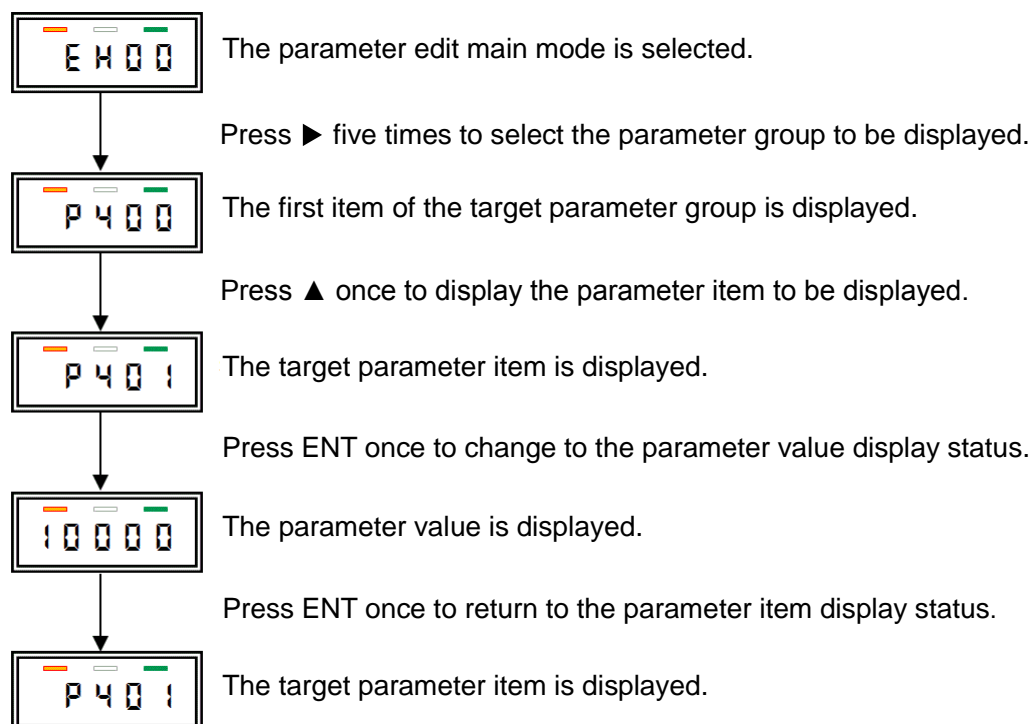 EH00
The parameter edit main mode is selected.
Press ▶ five times to select the parameter group to be displayed.
P400
The first item of the target parameter group is displayed.
Press ▲ once to display the parameter item to be displayed.
P401
The target parameter item is displayed.
Press ENT once to change to the parameter value display status.
10000
The parameter value is displayed.
Press ENT once to return to the parameter item display status.
P401
The target parameter item is displayed.